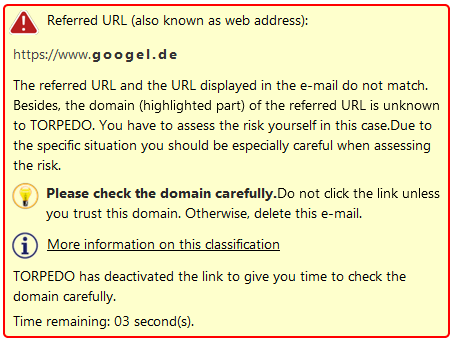 Referred URL (also known as web address):
https://www.googel.de
The referred URL and the URL displayed in the e-mail do not match.
Besides, the domain (highlighted part) of the referred URL is unknown
to TORPEDO. You have to assess the risk yourself in this case.Due to
the specific situation you should be especially careful when assessing
the risk.
Please check the domain carefully.Do not click the link unless
you trust this domain. Otherwise, delete this e-mail.
More information on this classification
TORPEDO has deactivated the link to give you time to check the
domain carefully.
Time remaining: 03 second(s).